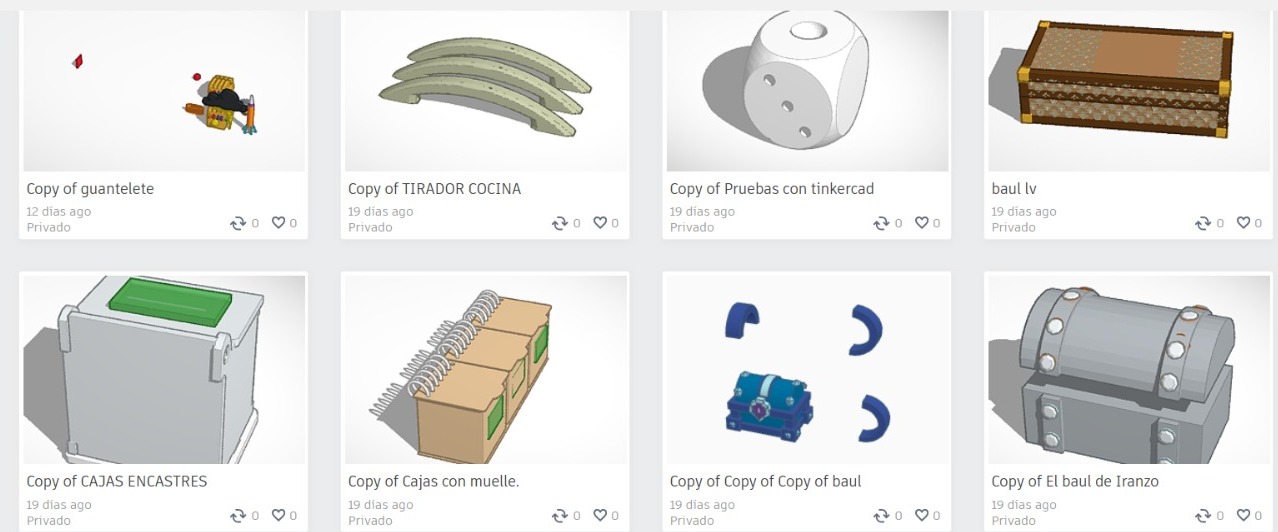 Copy of guantelete
12 días ago
Privado
0 0
Copy of TIRADOR COCINA
19 días ago
Privado
0 0
Copy of Pruebas con tinkercad
19 días ago
Privado
0 0
baul lv
19 días ago
Privado
0 0
Copy of CAJAS ENCASTRES
19 días ago
Privado
0 0
Copy of Cajas con muelle.
19 días ago
Privado
0 0
Copy of Copy of Copy of baul
19 días ago
Privado
0 0
Copy of El baul de Iranzo
19 días ago
Privado
0 0